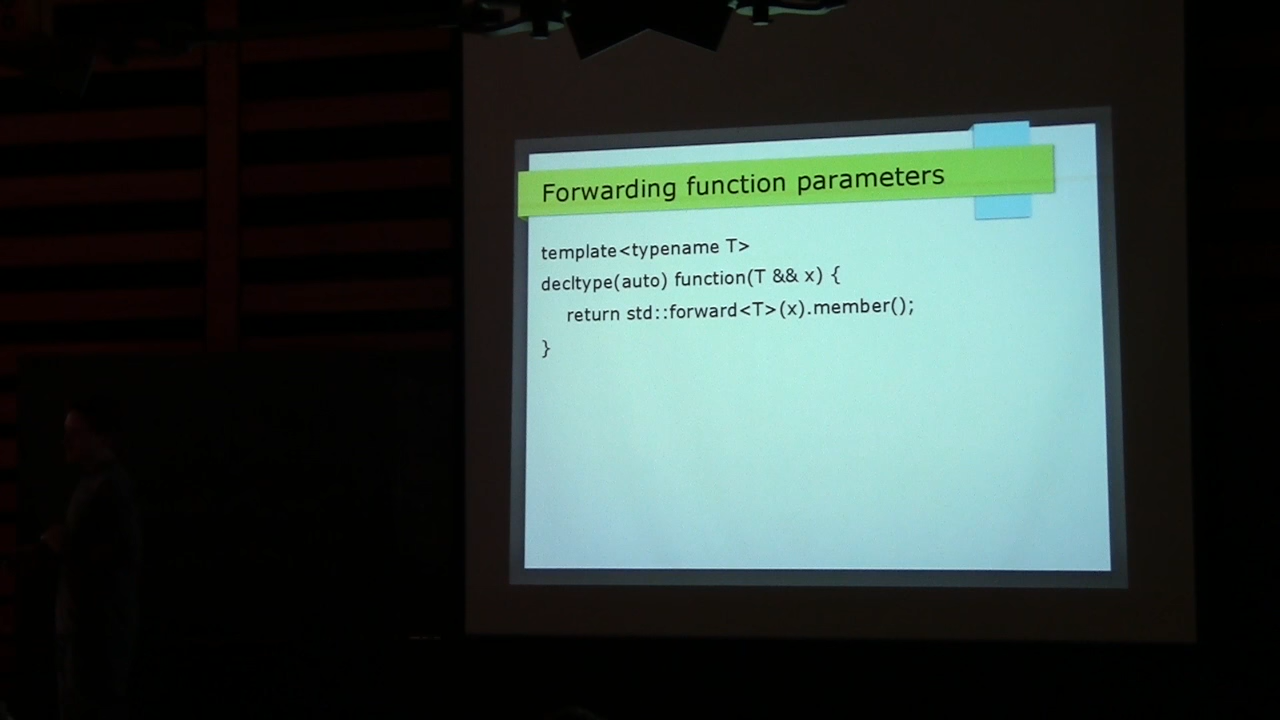 Forwarding function parameters
template<typename T>
decltype(auto) function(T && x) {
return std::forward<T>(x).member();
}